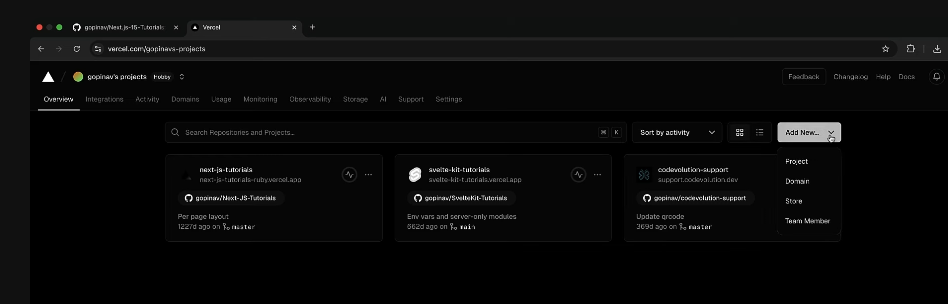 gopinav/Next.js-15-Tutorials
Vercel
vercel.com/gopinavs-projects
gopinav's projects Hobby
Feedback Changelog Help Docs
Overview Integrations Activity Domains Usage Monitoring Observability Storage AI Support Settings
Search Repositories and Projects... ⌘ K
Sort by activity
Add New...
Project
Domain
Store
Team Member
next-js-tutorials
next-js-tutorials-ruby.vercel.app
gopinav/Next-JS-Tutorials
Per page layout
1227d ago on master
svelte-kit-tutorials
svelte-kit-tutorials.vercel.app
gopinav/SvelteKit-Tutorials
Env vars and server-only modules
662d ago on main
codevolution-support
support.codevolution.dev
gopinav/codevolution-support
Update qrcode
369d ago on master